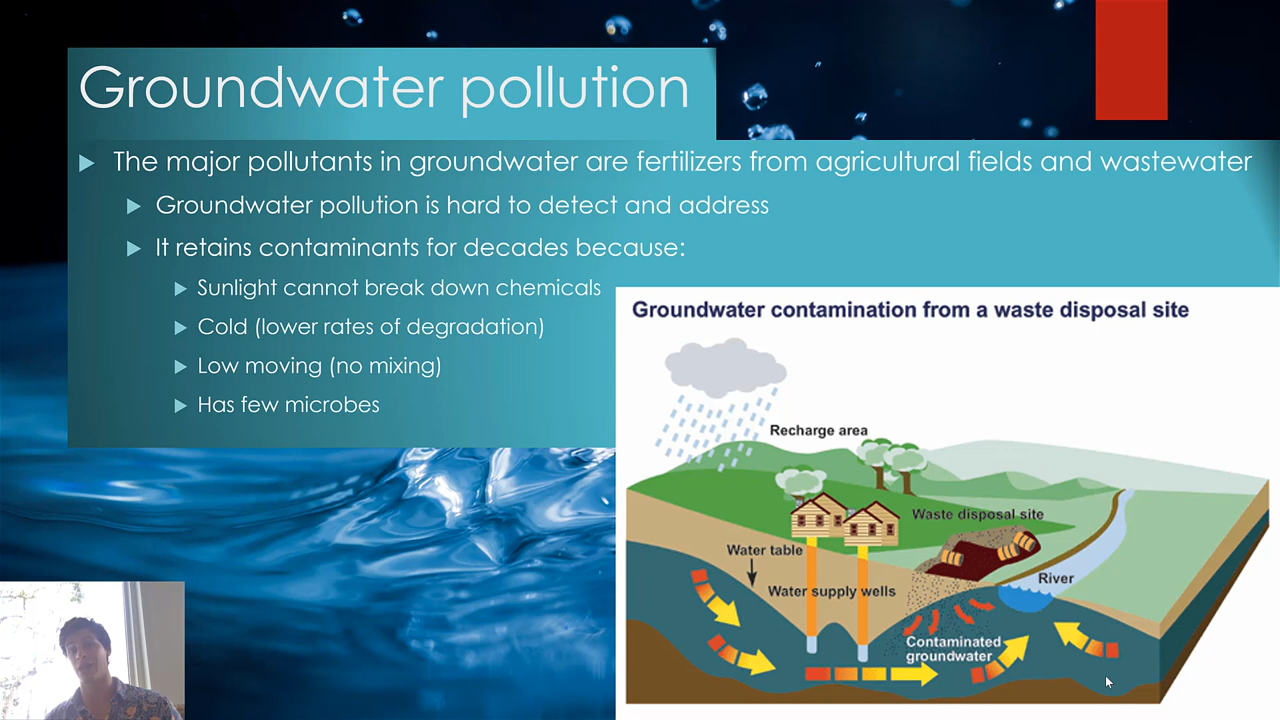 Groundwater pollution
The major pollutants in groundwater are fertilizers from agricultural fields and wastewater
Groundwater pollution is hard to detect and address
It retains contaminants for decades because:
Sunlight cannot break down chemicals
Cold (lower rates of degradation)
Low moving (no mixing)
Has few microbes
Groundwater contamination from a waste disposal site
Recharge area
Waste disposal site
Water table
River
Water supply wells
Contaminated
groundwater